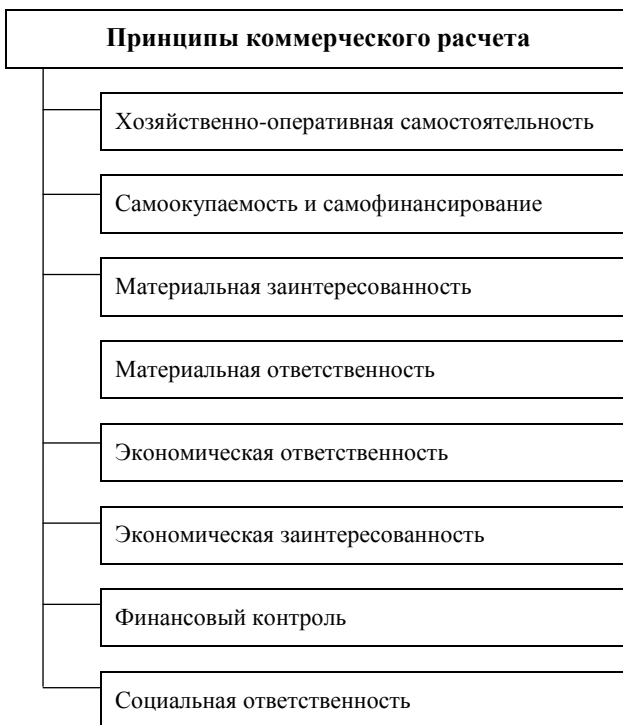 Принципы коммерческого расчета
Хозяйственно-оперативная самостоятельность
Самоокупаемость и самофинансирование
Материальная заинтересованность
Материальная ответственность
Экономическая ответственность
Экономическая заинтересованность
Финансовый контроль
Социальная ответственность